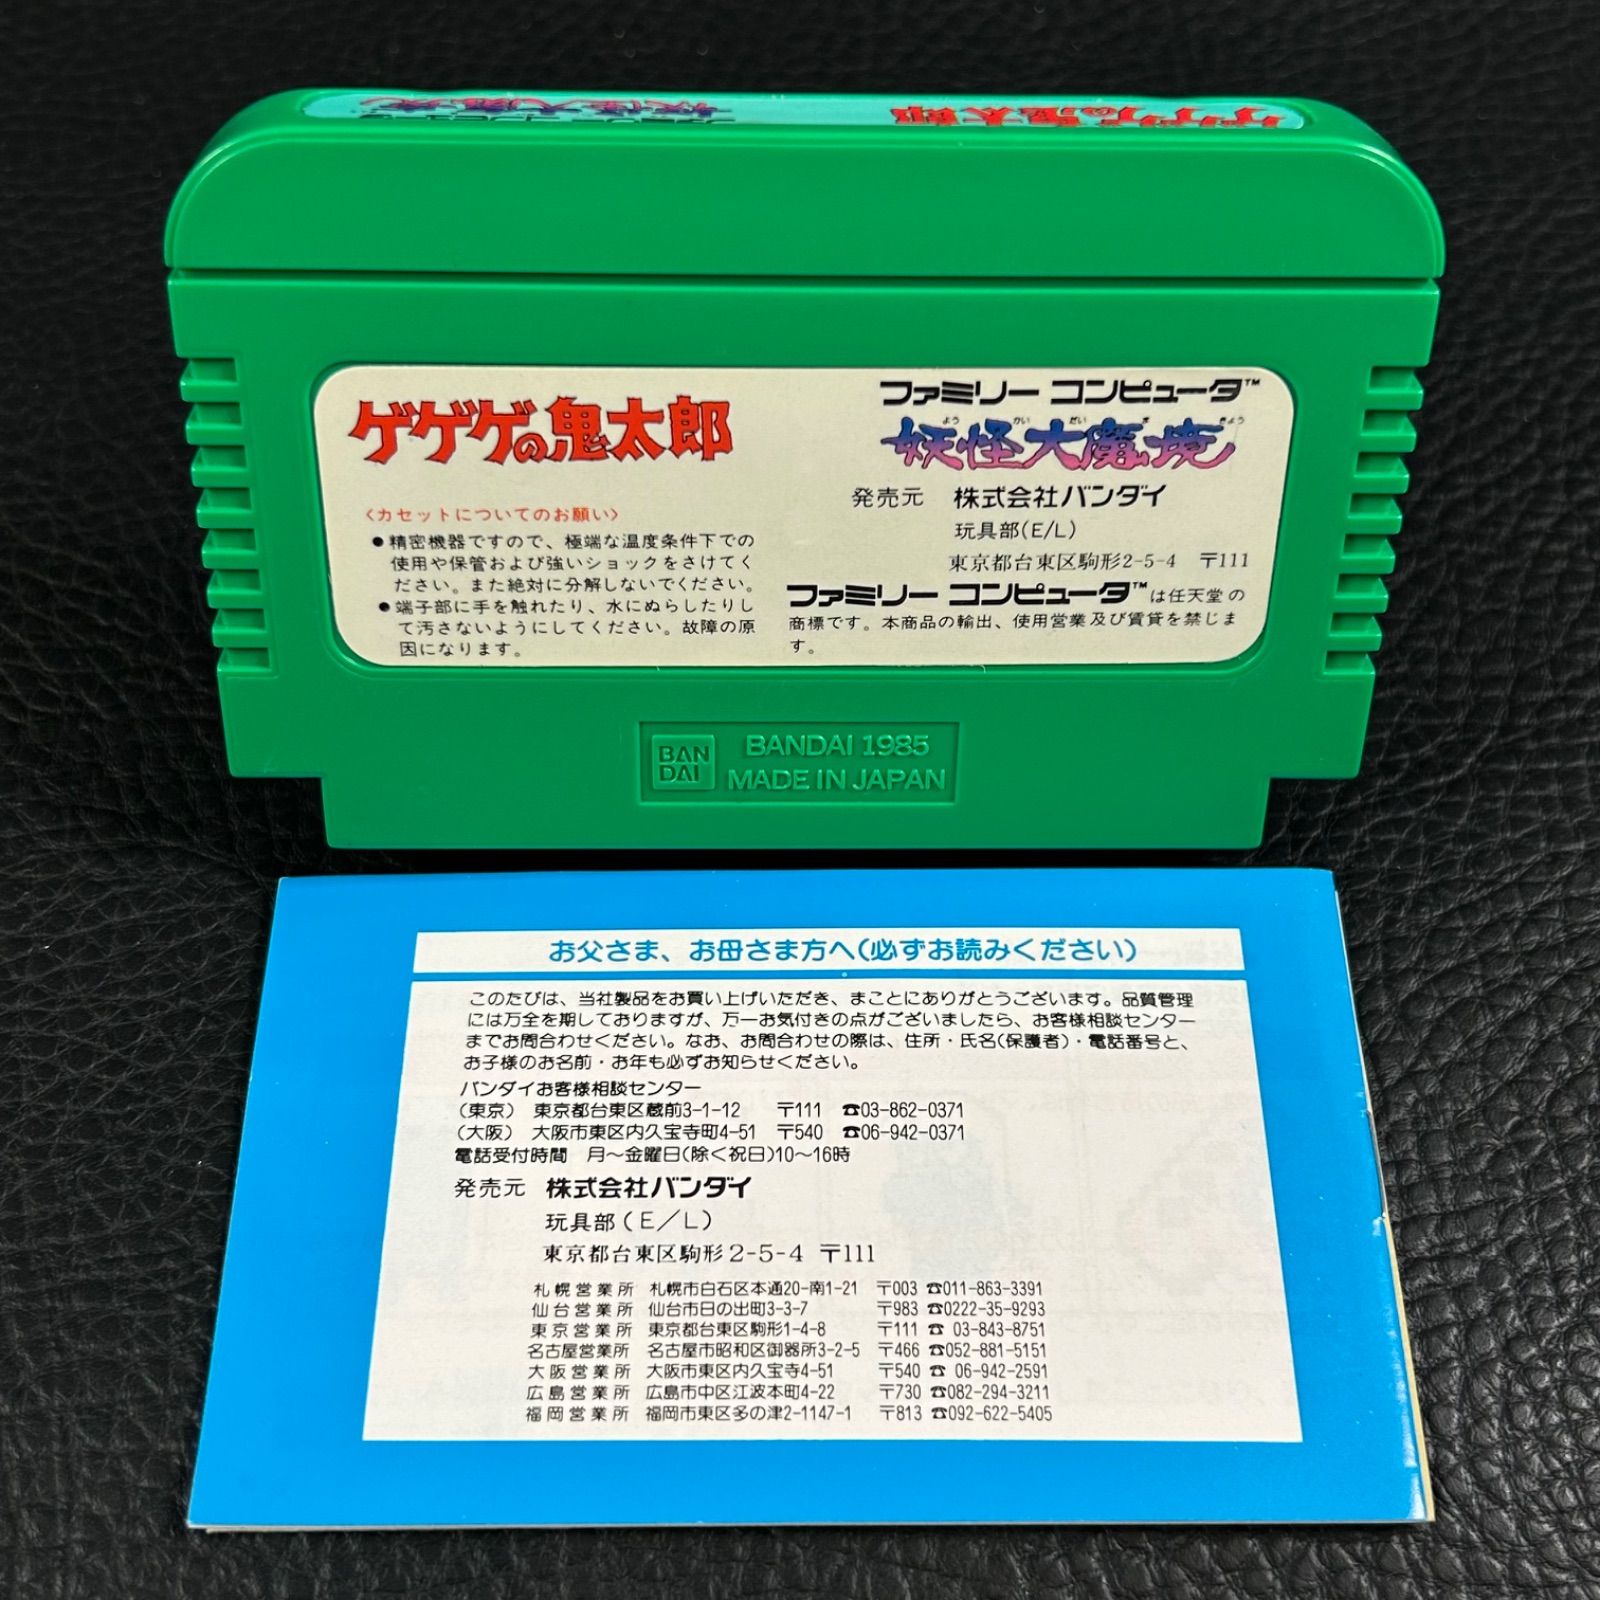 妖怪大魔境
ゲゲゲの鬼太郎
ゲゲゲの鬼太郎
〈カセットについてのお願い〉
●精密機器ですので、極端な温度条件下での
使用や保管および強いショックをさけてく
ださい。また絶対に分解しないでください。
●端子部に手を触れたり、水にぬらしたりし
て汚さないようにしてください。故障の原
因になります。
ファミリー コンピュータ™
よう かい だい ま きょう
妖怪大魔境
発売元 株式会社バンダイ
玩具部(E/L)
東京都台東区駒形2-5-4 〒111
ファミリー コンピュータ™は任天堂の
商標です。本商品の輸出、使用営業及び賃貸を禁じま
す。
BAN
DAI
BANDAI 1985
MADE IN JAPAN
お父さま、お母さま方へ(必ずお読みください)
このたびは、当社製品をお買い上げいただき、まことにありがとうございます。品質管理
には万全を期しておりますが、万一お気付きの点がございましたら、お客様相談センター
までお問合わせください。なお、お問合わせの際は、住所・氏名(保護者)・電話番号と、
お子様のお名前・お年も必ずお知らせください。
バンダイお客様相談センター
(東京) 東京都台東区蔵前3-1-12 〒111 ☎03-862-0371
(大阪) 大阪市東区内久宝寺町4-51 〒540 ☎06-942-0371
電話受付時間 月〜金曜日(除く祝日)10〜16時
発売元 株式会社バンダイ
玩具部(E/L)
東京都台東区駒形2-5-4 〒111
札幌営業所 札幌市白石区本通20-南1-21 〒003 ☎011-863-3391
仙台営業所 仙台市日の出町3-3-7 〒983 ☎0222-35-9293
東京営業所 東京都台東区駒形1-4-8 〒111 ☎ 03-843-8751
名古屋営業所 名古屋市昭和区御器所3-2-5 〒466 ☎052-881-5151
大阪営業所 大阪市東区内久宝寺4-51 〒540 ☎ 06-942-2591
広島営業所 広島市中区江波本町4-22 〒730 ☎082-294-3211
福岡営業所 福岡市東区多の津2-1147-1 〒813 ☎092-622-5405